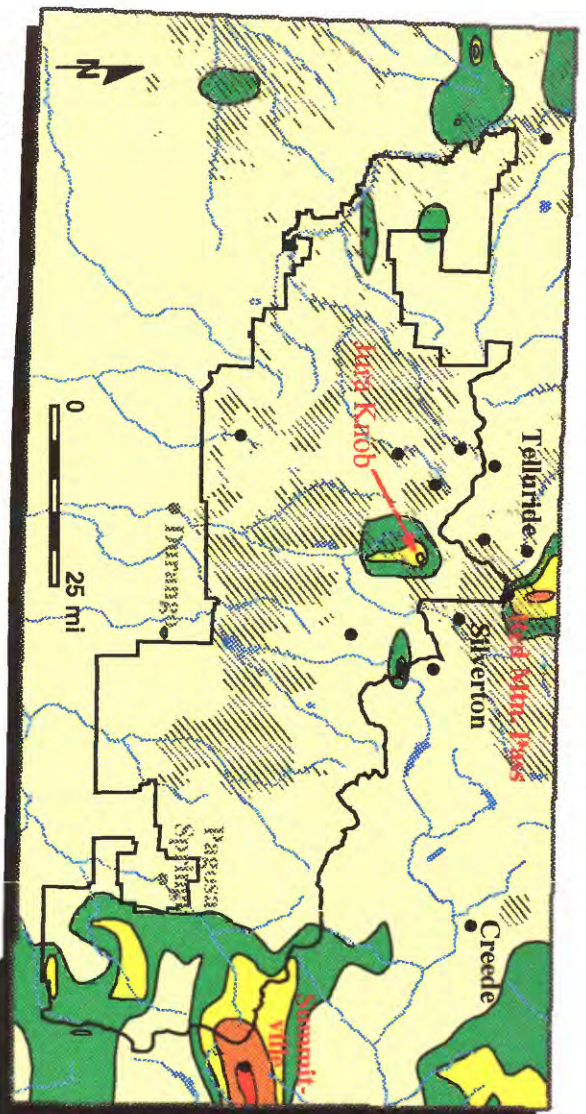 Telluride
Red Mtn. Pass
Silverton
Creede
Jura Knob
Summit-
ville
Durango
Pagosa
Springs
N
0 25 mi